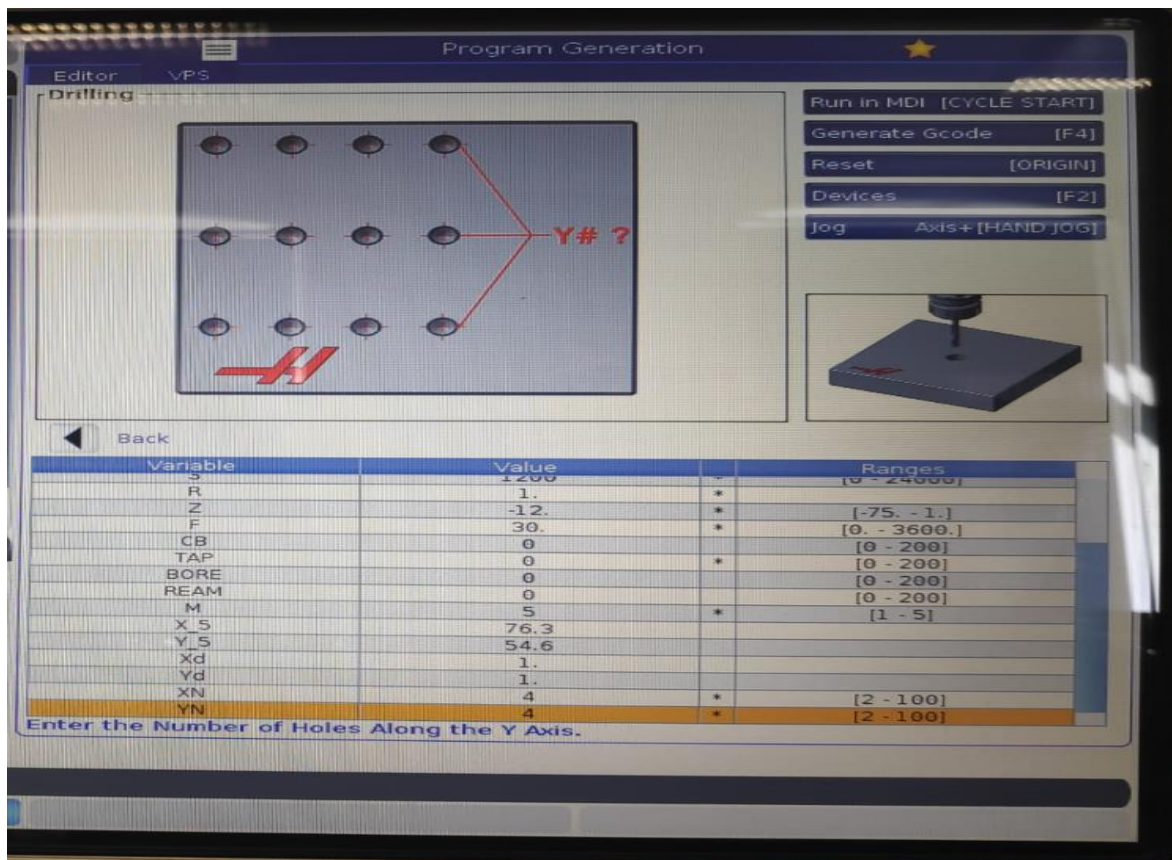 Program Generation
Editor VPS
Drilling
Run in MDI [CYCLE START]
Generate Gcode [F4]
Reset [ORIGIN]
Devices [F2]
Jog Axis+[HAND JOG]
Y# ?
Back
Variable Value Ranges
S 1200 * [0 - 24000]
R 1. *
Z -12. * [-75. - 1.]
F 30. * [0. - 3600.]
CB 0 [0 - 200]
TAP 0 * [0 - 200]
BORE 0 [0 - 200]
REAM 0 [0 - 200]
M 5 * [1 - 5]
X_5 76.3
Y_5 54.6
Xd 1.
Yd 1.
XN 4 * [2 - 100]
YN 4 * [2 - 100]
Enter the Number of Holes Along the Y Axis.